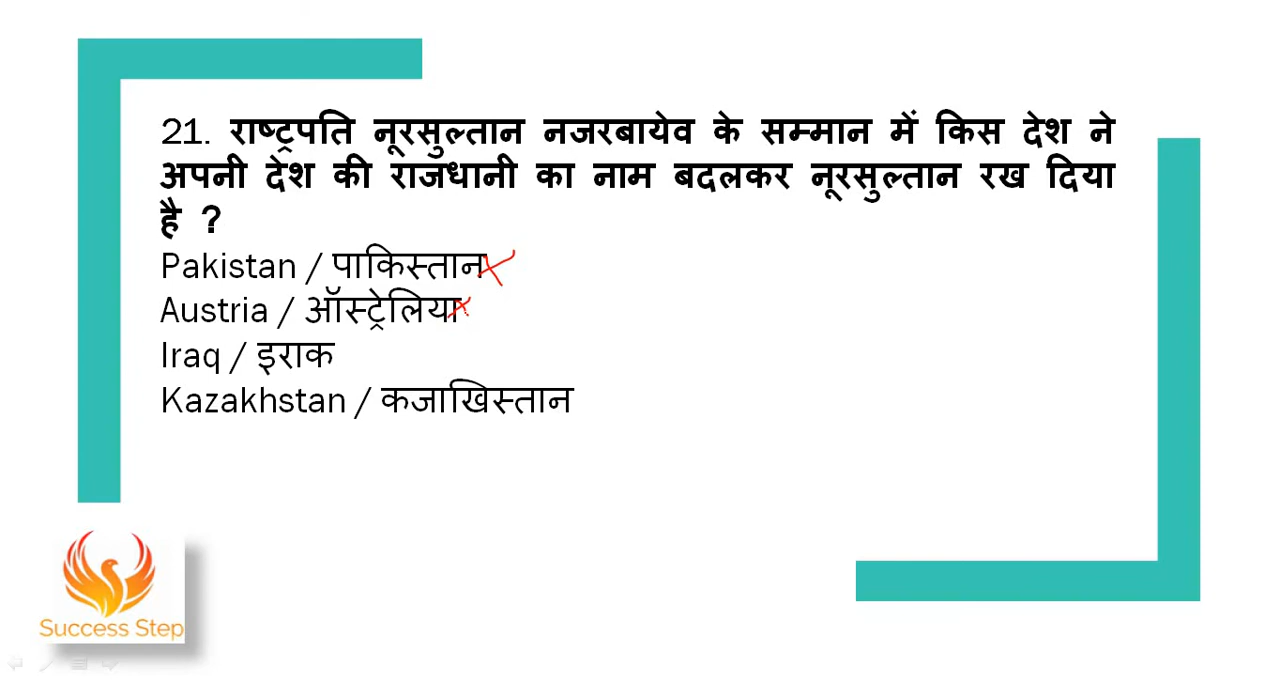 21. राष्ट्रपति नूरसुल्तान नजरबायेव के सम्मान में किस देश ने
अपनी देश की राजधानी का नाम बदलकर नूरसुल्तान रख दिया
है ?
Pakistan / पाकिस्तान
Austria / ऑस्ट्रेलिया
Iraq / इराक
Kazakhstan / कजाखिस्तान
Success Step